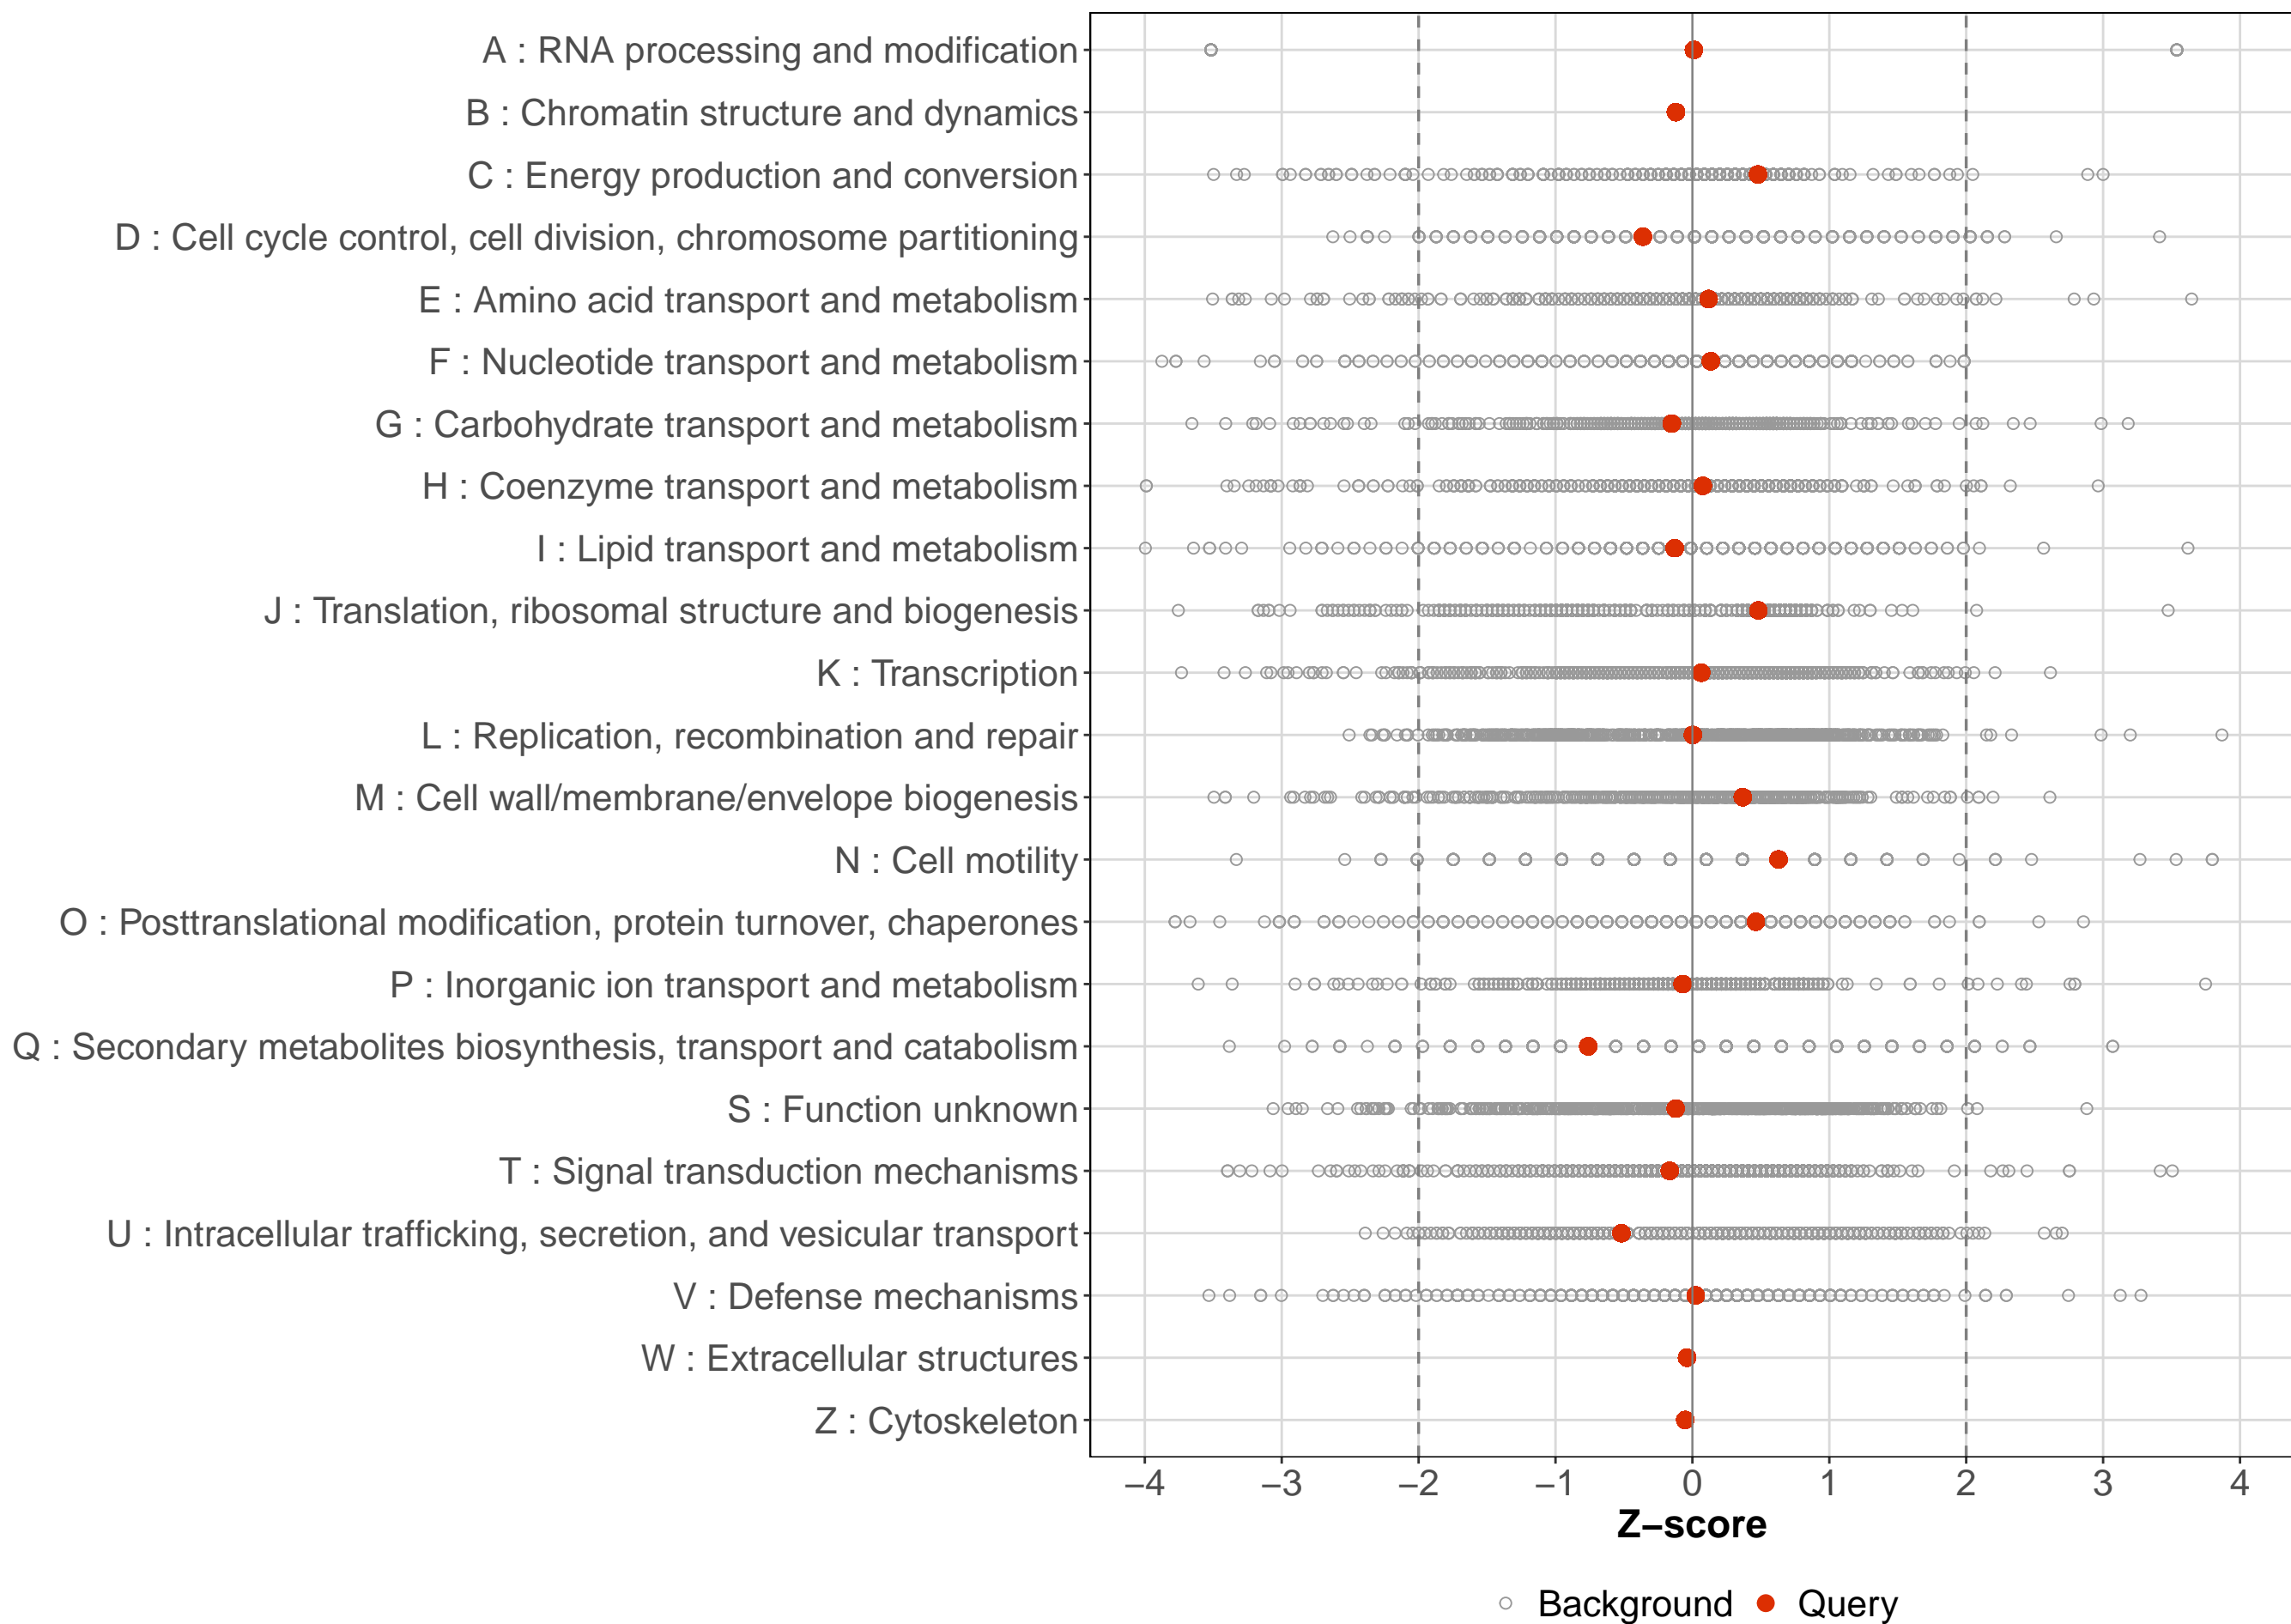 A : RNA processing and modification
B : Chromatin structure and dynamics
C : Energy production and conversion
D : Cell cycle control, cell division, chromosome partitioning
E : Amino acid transport and metabolism
F : Nucleotide transport and metabolism
G : Carbohydrate transport and metabolism
H : Coenzyme transport and metabolism
I : Lipid transport and metabolism
J : Translation, ribosomal structure and biogenesis
K : Transcription
L : Replication, recombination and repair
M : Cell wall/membrane/envelope biogenesis
N : Cell motility
O : Posttranslational modification, protein turnover, chaperones
P : Inorganic ion transport and metabolism
Q : Secondary metabolites biosynthesis, transport and catabolism
S : Function unknown
T : Signal transduction mechanisms
U : Intracellular trafficking, secretion, and vesicular transport
V : Defense mechanisms
W : Extracellular structures
Z : Cytoskeleton
−4 −3 −2 −1 0 1 2 3 4
Z−score
Background Query